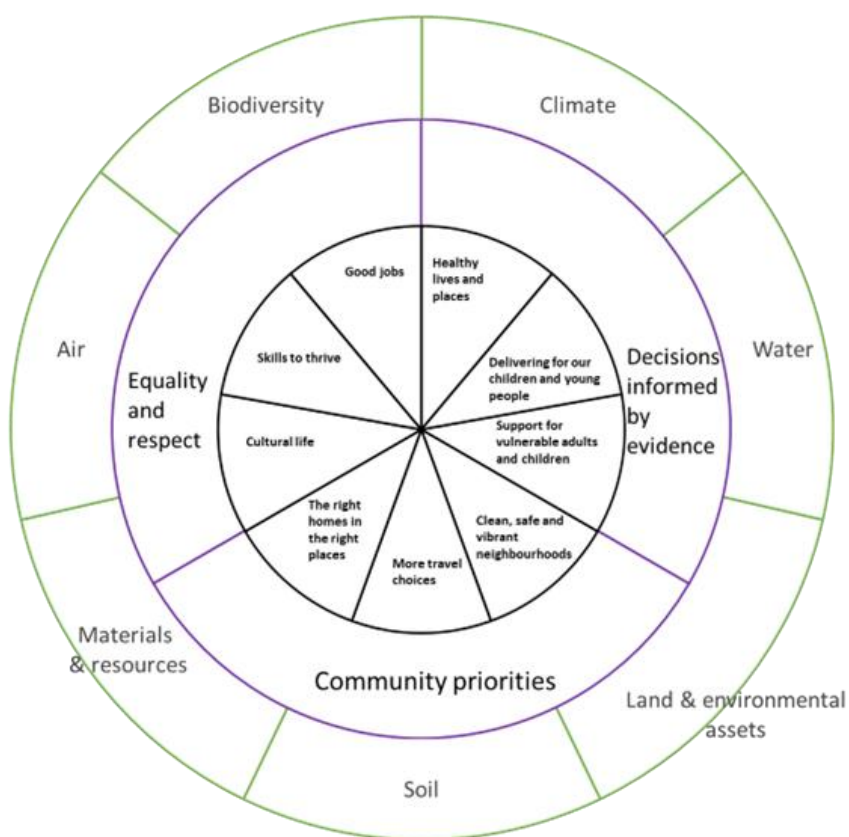 Biodiversity
Climate
Air
Water
Materials
& resources
Land & environmental
assets
Soil
Equality
and
respect
Decisions
informed
by
evidence
Community priorities
Good jobs
Healthy
lives and
places
Skills to thrive
Delivering for our
children and young
people
Cultural life
Support for
vulnerable adults
and children
The right
homes in
the right
places
More travel
choices
Clean, safe and
vibrant
neighbourhoods